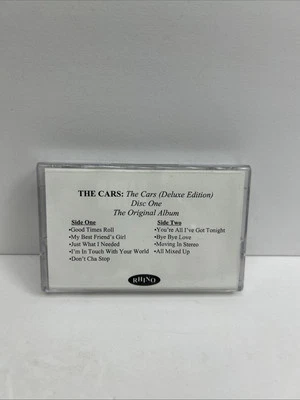 THE CARS: The Cars (Deluxe Edition)
Disc One
The Original Album
Side One
•Good Times Roll
•My Best Friend's Girl
•Just What I Needed
•I'm In Touch With Your World
•Don't Cha Stop
Side Two
•You're All I've Got Tonight
•Bye Bye Love
•Moving In Stereo
•All Mixed Up
RHINO